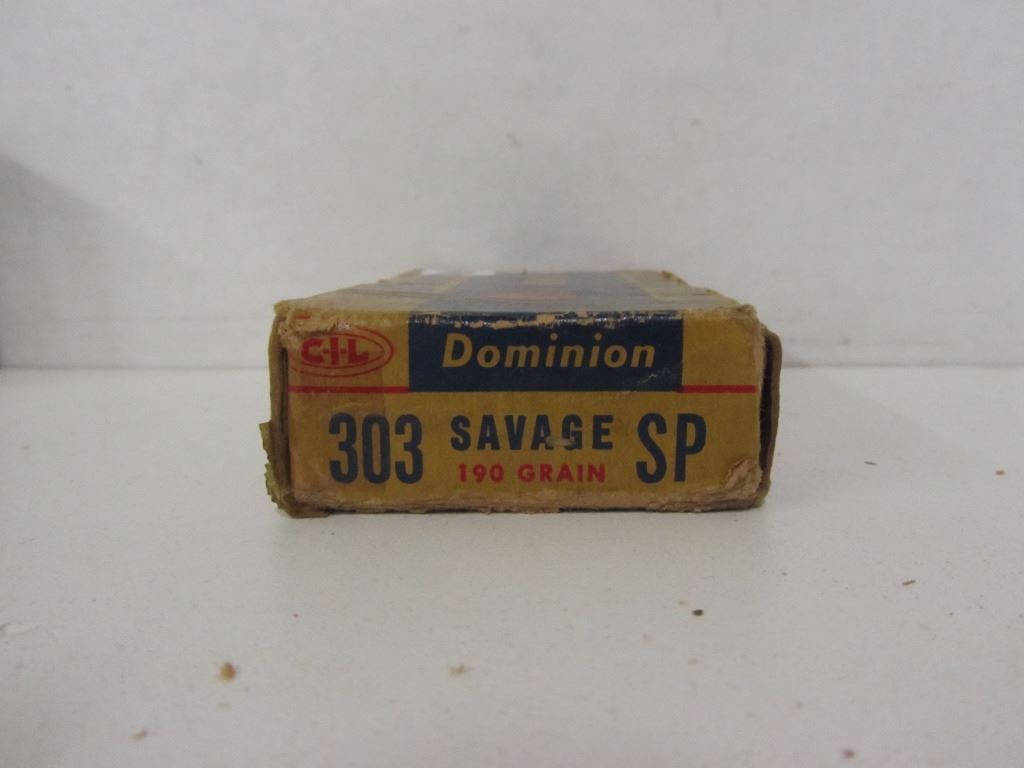 C-I-L
Dominion
303 SAVAGE SP
190 GRAIN